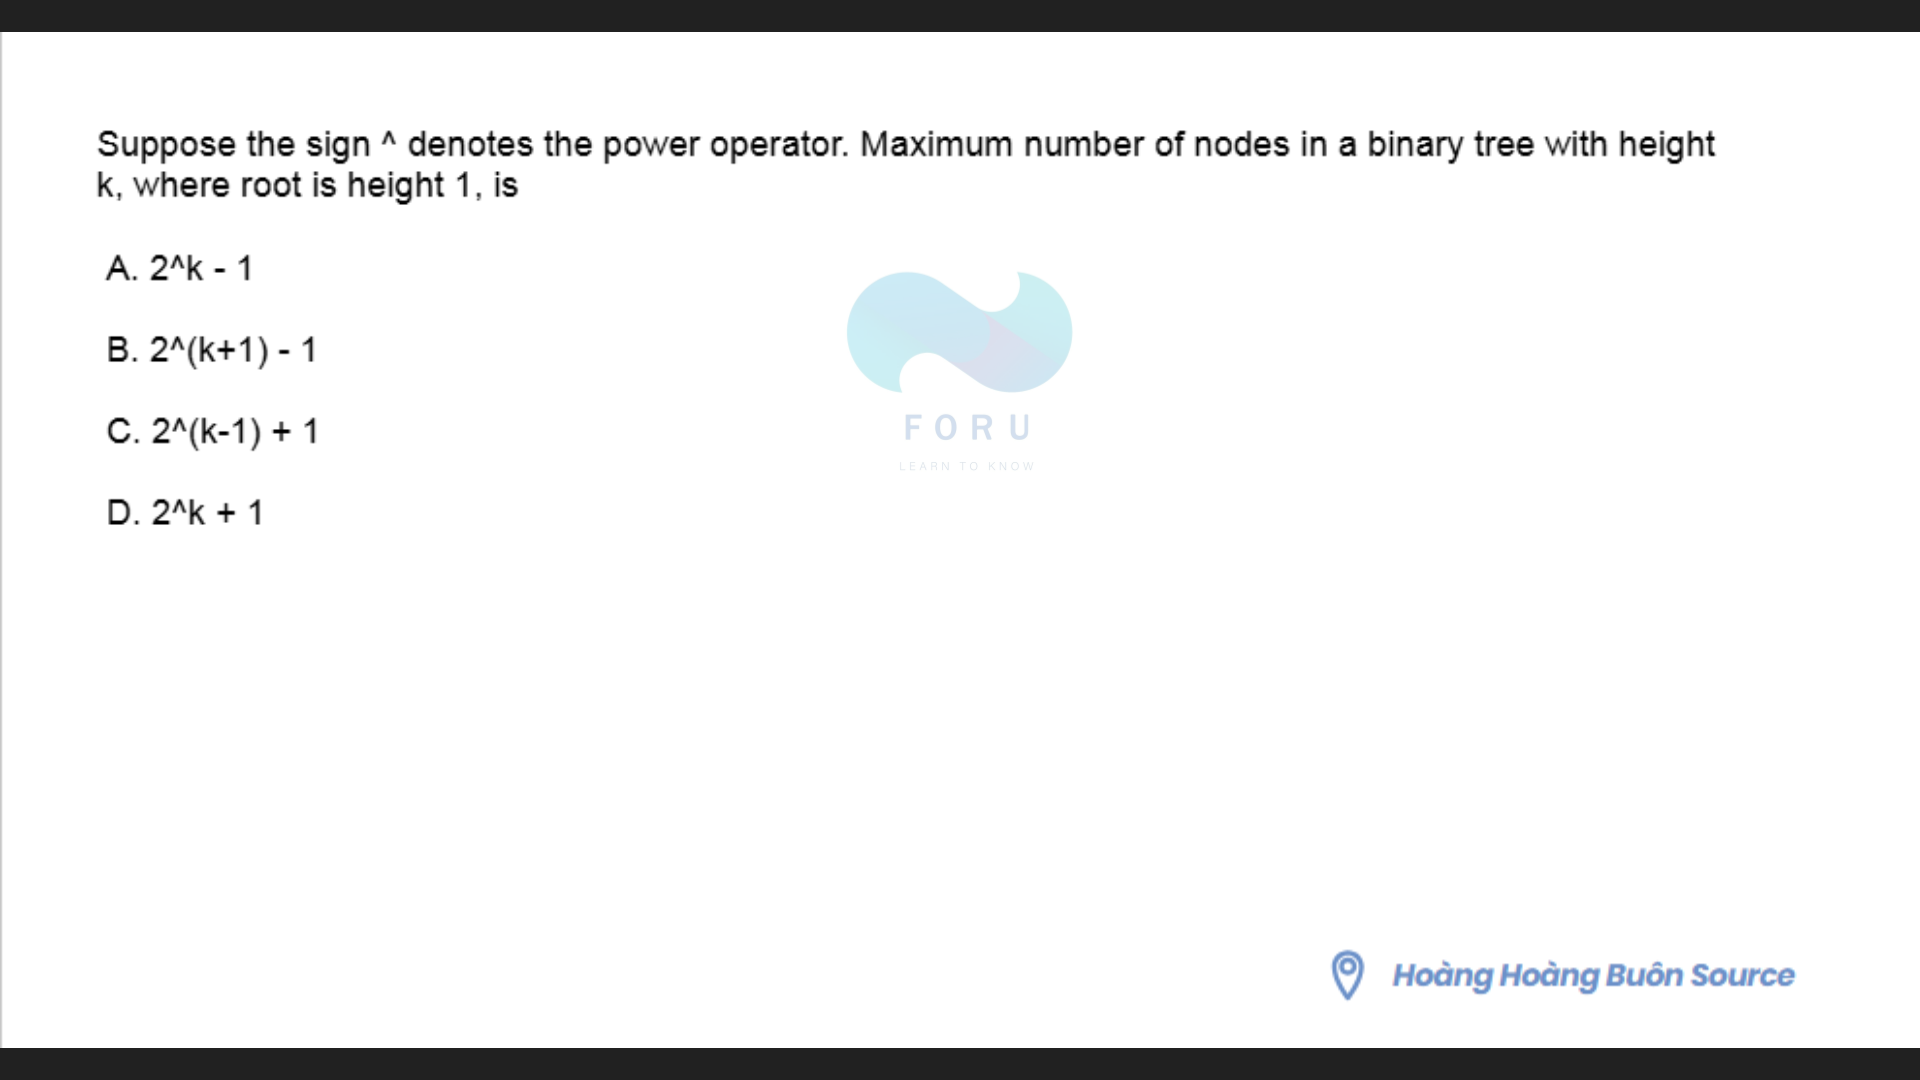 Suppose the sign ^ denotes the power operator. Maximum number of nodes in a binary tree with height
k, where root is height 1, is
A. 2^k - 1
B. 2^(k+1) - 1
C. 2^(k-1) + 1
D. 2^k + 1
FORU
LEARN TO KNOW
Hoàng Hoàng Buôn Source